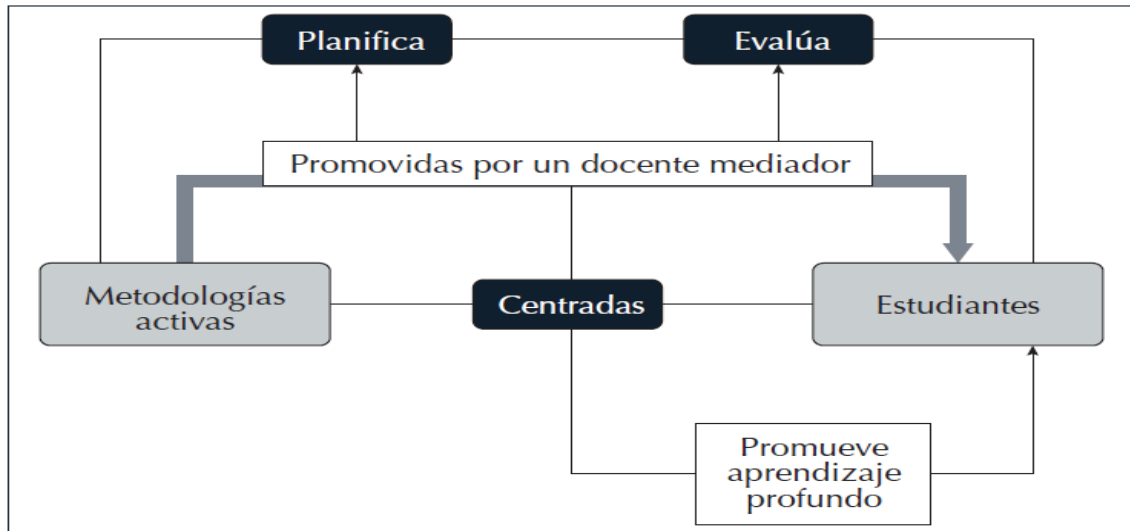 Planifica
Evalúa
Promovidas por un docente mediador
Metodologías
activas
Centradas
Estudiantes
Promueve
aprendizaje
profundo